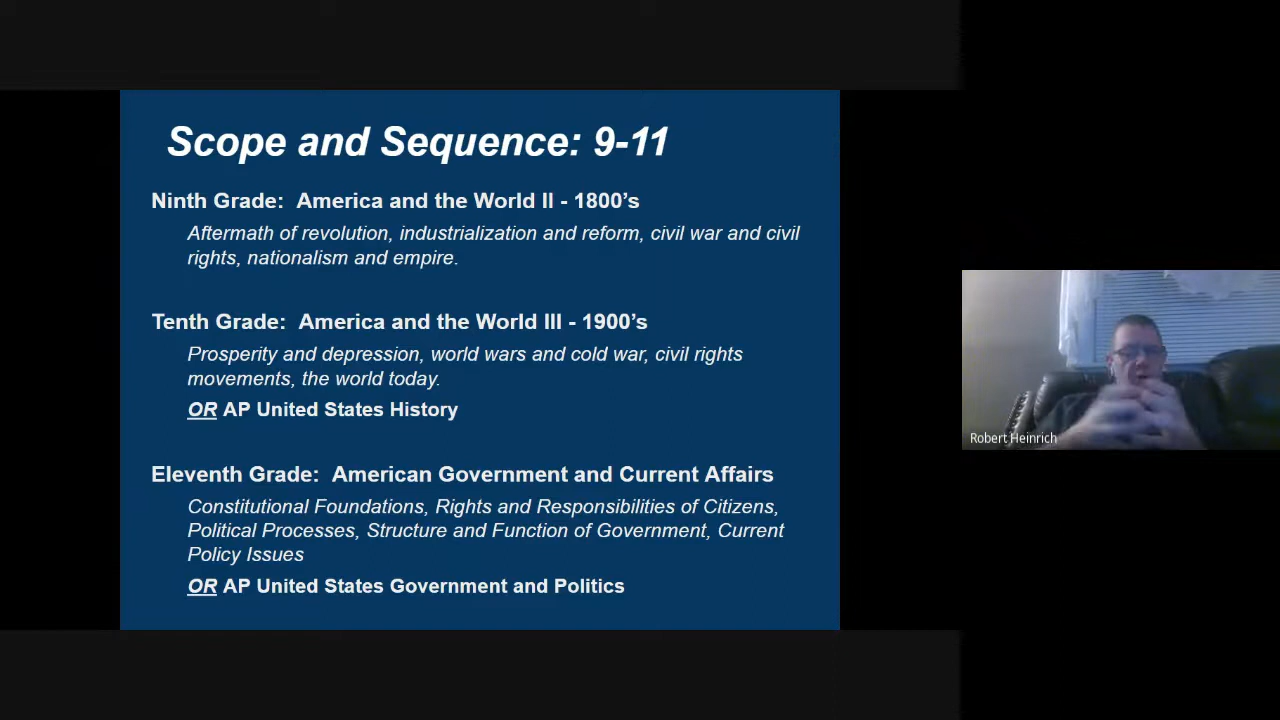 Scope and Sequence: 9-11
Ninth Grade:  America and the World II - 1800’s
Aftermath of revolution, industrialization and reform, civil war and civil
rights, nationalism and empire.
Tenth Grade:  America and the World III - 1900’s
Prosperity and depression, world wars and cold war, civil rights
movements, the world today.
OR AP United States History
Eleventh Grade:  American Government and Current Affairs
Constitutional Foundations, Rights and Responsibilities of Citizens,
Political Processes, Structure and Function of Government, Current
Policy Issues
OR AP United States Government and Politics
Robert Heinrich